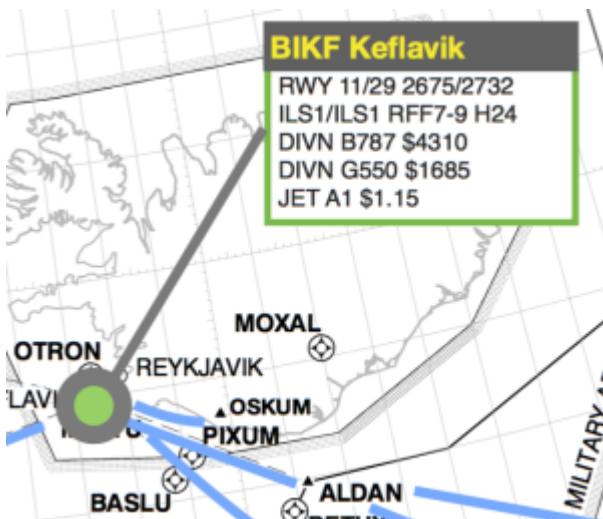 BIKF Keflavik
RWY 11/29 2675/2732
ILS1/ILS1 RFF7-9 H24
DIVN B787 $4310
DIVN G550 $1685
JET A1 $1.15
MOXAL
OTRON
REYKJAVIK
OSKUM
PIXUM
BASLU
ALDAN
MILITARY